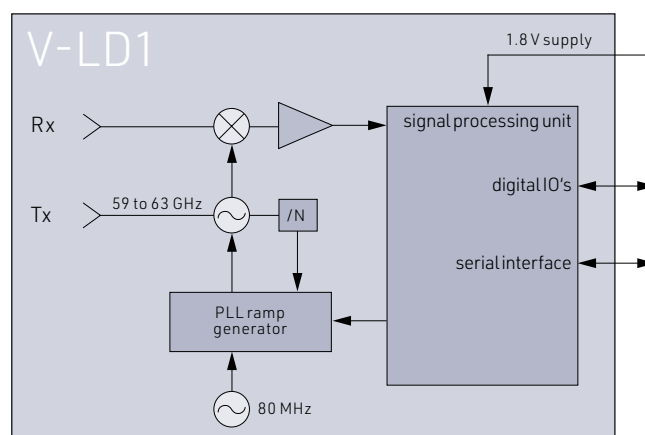 V-LD1
1.8 V supply
Rx
signal processing unit
digital IO's
Tx
59 to 63 GHz
/N
serial interface
PLL ramp
generator
80 MHz